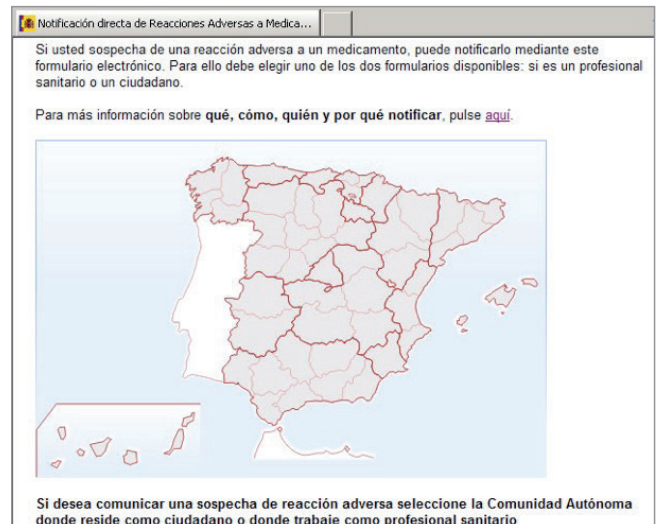 Notificación directa de Reacciones Adversas a Medica...
Si usted sospecha de una reacción adversa a un medicamento, puede notificarlo mediante este
formulario electrónico. Para ello debe elegir uno de los dos formularios disponibles: si es un profesional
sanitario o un ciudadano.
Para más información sobre qué, cómo, quién y por qué notificar, pulse aquí.
Si desea comunicar una sospecha de reacción adversa seleccione la Comunidad Autónoma
donde reside como ciudadano o donde trabaje como profesional sanitario